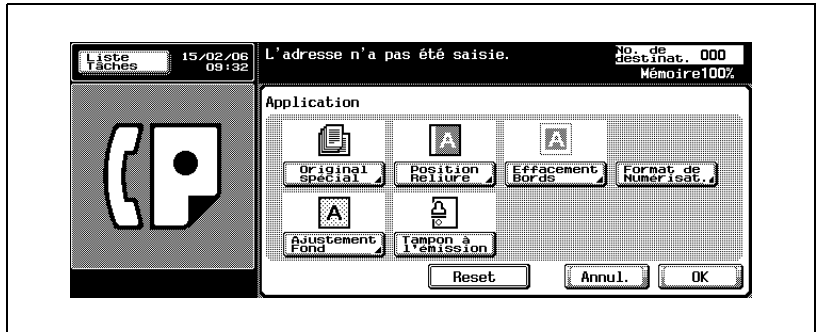 Liste
Tâches
15/02/06
09:32
L'adresse n'a pas été saisie.
No. de
destinat. 000
Mémoire100%
Application
Original
spécial
Position
Reliure
Effacement
Bords
Format de
Numérisat.
Ajustement
Fond
Tampon à
l'émission
Reset
Annul.
OK